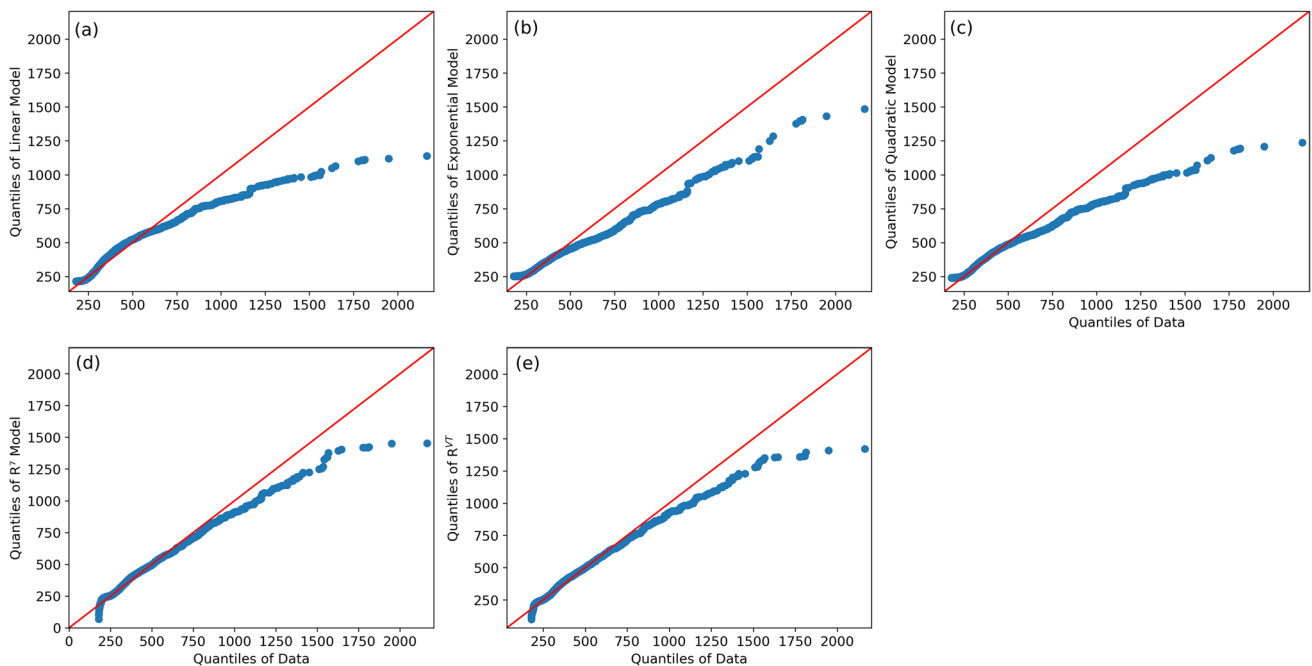 (a)
Quantiles of Linear Model
2000
1750
1500
1250
1000
750
500
250
250 500 750 1000 1250 1500 1750 2000
(b)
Quantiles of Exponential Model
2000
1750
1500
1250
1000
750
500
250
250 500 750 1000 1250 1500 1750 2000
(c)
Quantiles of Quadratic Model
2000
1750
1500
1250
1000
750
500
250
250 500 750 1000 1250 1500 1750 2000
Quantiles of Data
(d)
Quantiles of R⁷ Model
2000
1750
1500
1250
1000
750
500
250
0
0 250 500 750 1000 1250 1500 1750 2000
Quantiles of Data
(e)
Quantiles of R^{VT}
2000
1750
1500
1250
1000
750
500
250
250 500 750 1000 1250 1500 1750 2000
Quantiles of Data